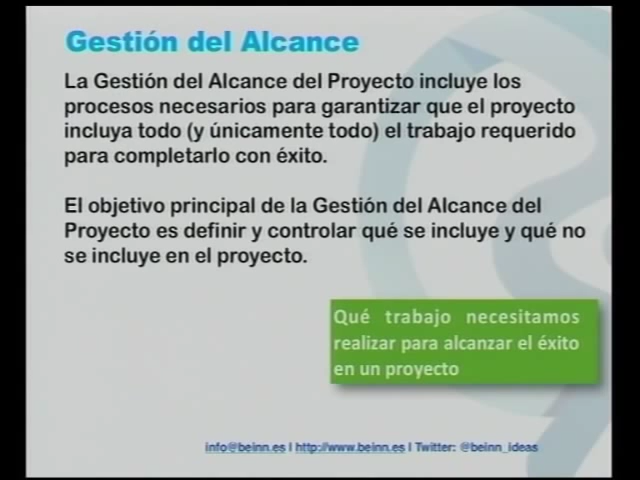 Gestión del Alcance
La Gestión del Alcance del Proyecto incluye los
procesos necesarios para garantizar que el proyecto
incluya todo (y únicamente todo) el trabajo requerido
para completarlo con éxito.
El objetivo principal de la Gestión del Alcance del
Proyecto es definir y controlar qué se incluye y qué no
se incluye en el proyecto.
Qué trabajo necesitamos
realizar para alcanzar el éxito
en un proyecto
info@beinn.es I http://www.beinn.es I Twitter: @beinn_ideas